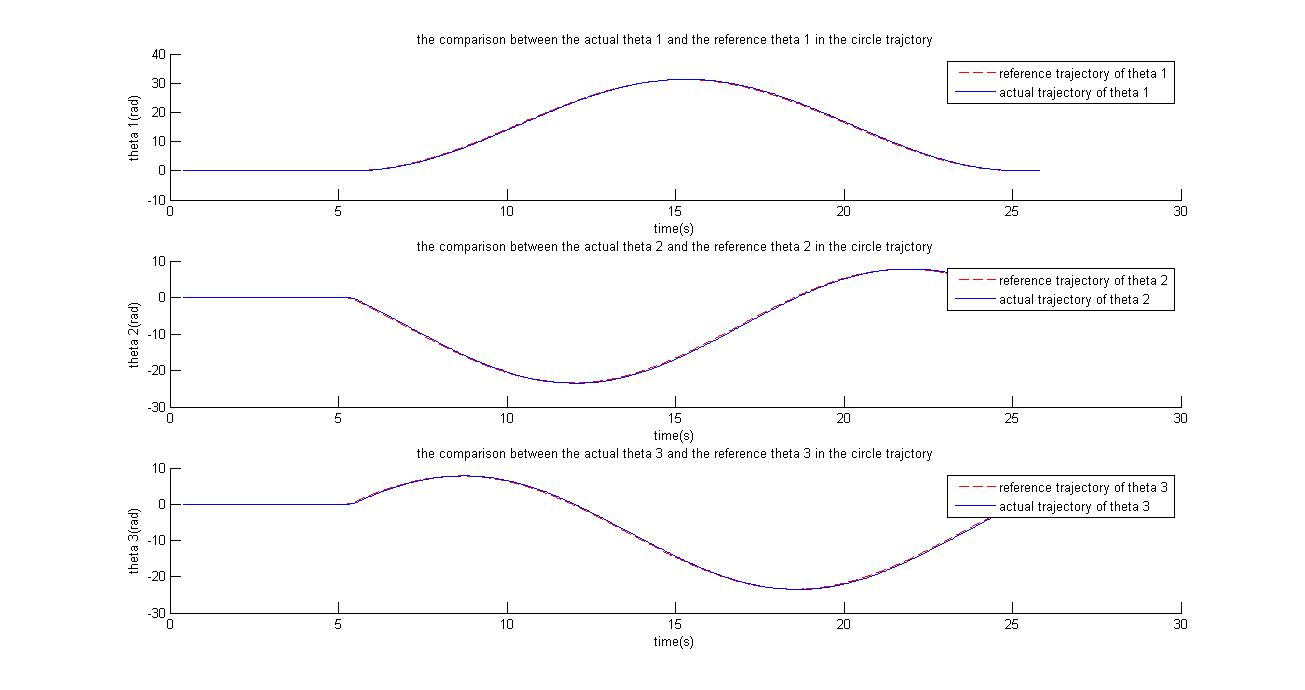 the comparison between the actual theta 1 and the reference theta 1 in the circle trajctory
40
30
20
10
0
-10
theta 1(rad)
reference trajectory of theta 1
actual trajectory of theta 1
0 5 10 15 20 25 30
time(s)
the comparison between the actual theta 2 and the reference theta 2 in the circle trajctory
10
0
-10
-20
-30
theta 2(rad)
reference trajectory of theta 2
actual trajectory of theta 2
0 5 10 15 20 25 30
time(s)
the comparison between the actual theta 3 and the reference theta 3 in the circle trajctory
10
0
-10
-20
-30
theta 3(rad)
reference trajectory of theta 3
actual trajectory of theta 3
0 5 10 15 20 25 30
time(s)